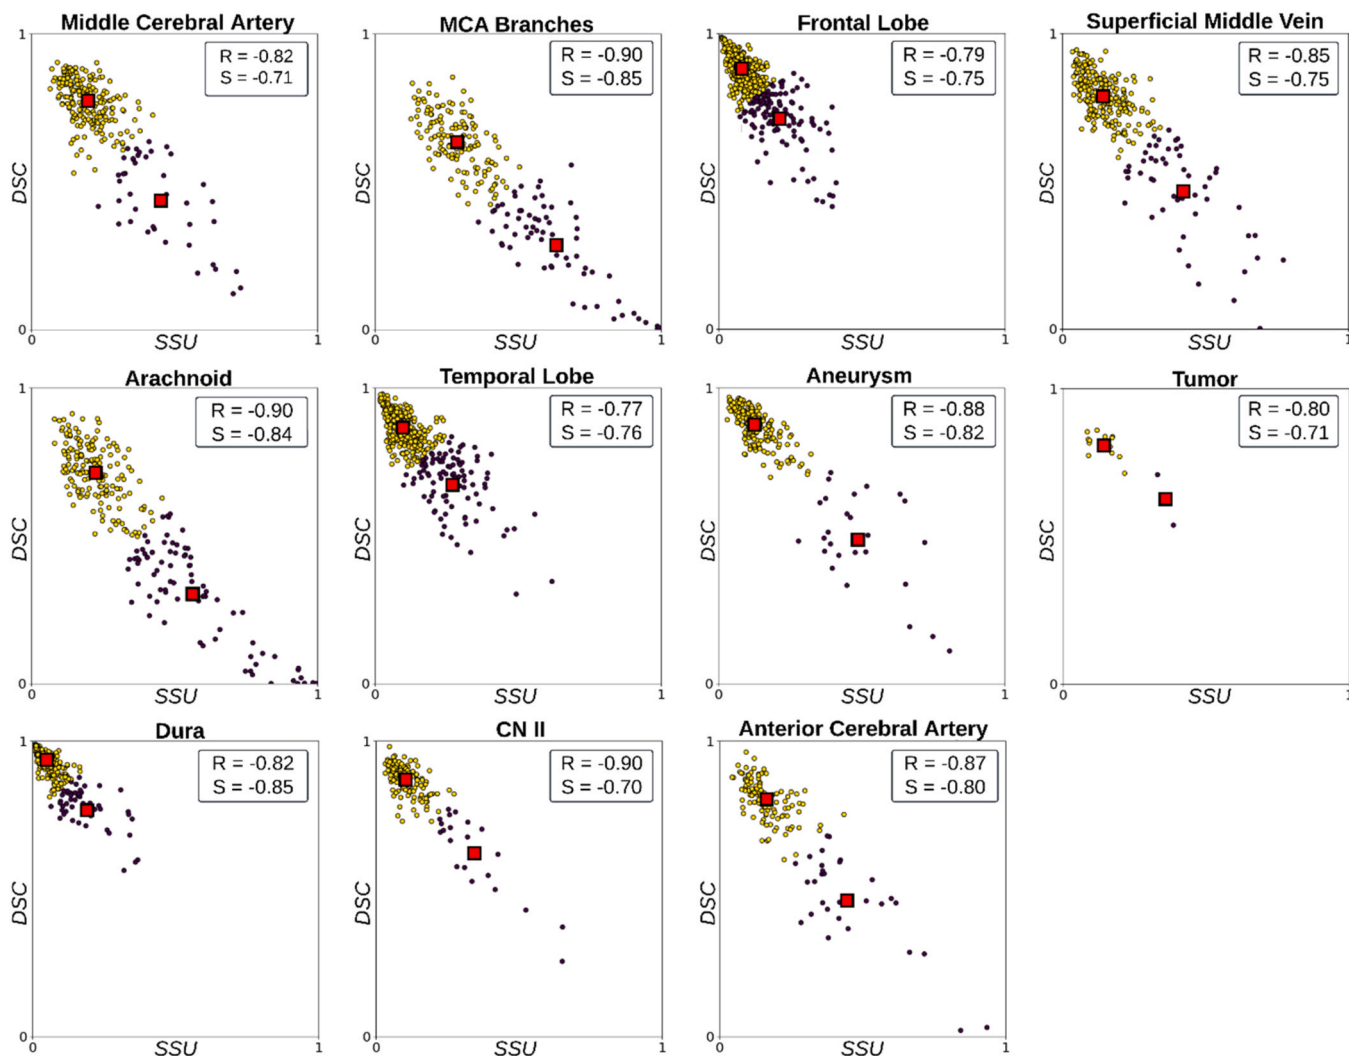 Middle Cerebral Artery
R = -0.82
S = -0.71
1
DSC
0
0
SSU
1
MCA Branches
R = -0.90
S = -0.85
1
DSC
0
0
SSU
1
Frontal Lobe
R = -0.79
S = -0.75
1
DSC
0
0
SSU
1
Superficial Middle Vein
R = -0.85
S = -0.75
1
DSC
0
0
SSU
1
Arachnoid
R = -0.90
S = -0.84
1
DSC
0
0
SSU
1
Temporal Lobe
R = -0.77
S = -0.76
1
DSC
0
0
SSU
1
Aneurysm
R = -0.88
S = -0.82
1
DSC
0
0
SSU
1
Tumor
R = -0.80
S = -0.71
1
DSC
0
0
SSU
1
Dura
R = -0.82
S = -0.85
1
DSC
0
0
SSU
1
CN II
R = -0.90
S = -0.70
1
DSC
0
0
SSU
1
Anterior Cerebral Artery
R = -0.87
S = -0.80
1
DSC
0
0
SSU
1